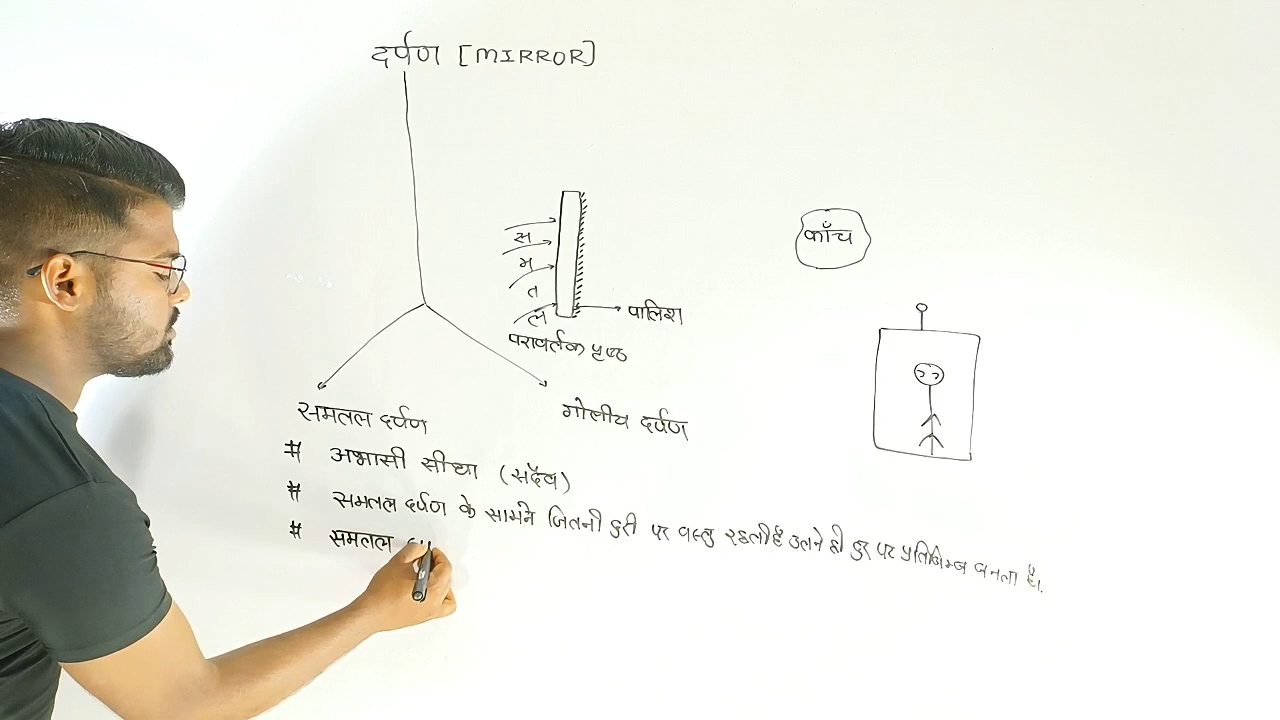 दर्पण [MIRROR]
स
म
त
ल
काँच
पालिश
परावर्तक पृष्ठ
समतल दर्पण
गोलीय दर्पण
# अभासी सीधा (सदैव)
# समतल दर्पण के सामने जितनी दुरी पर वस्तु रहती है उतने ही दुर पर प्रतिबिम्ब बनता है।
# समतल